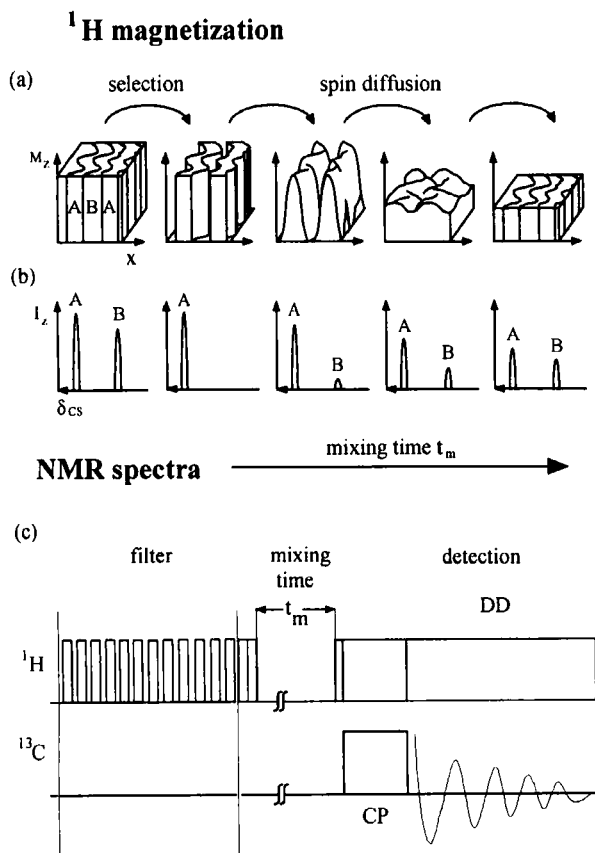 ¹H magnetization
(a)
selection
spin diffusion
M_z
A B A
x
(b)
I_z
A B
A
A B
A B
A B
δ_CS
NMR spectra
mixing time t_m
(c)
filter
mixing time
detection
t_m
DD
¹H
¹³C
CP